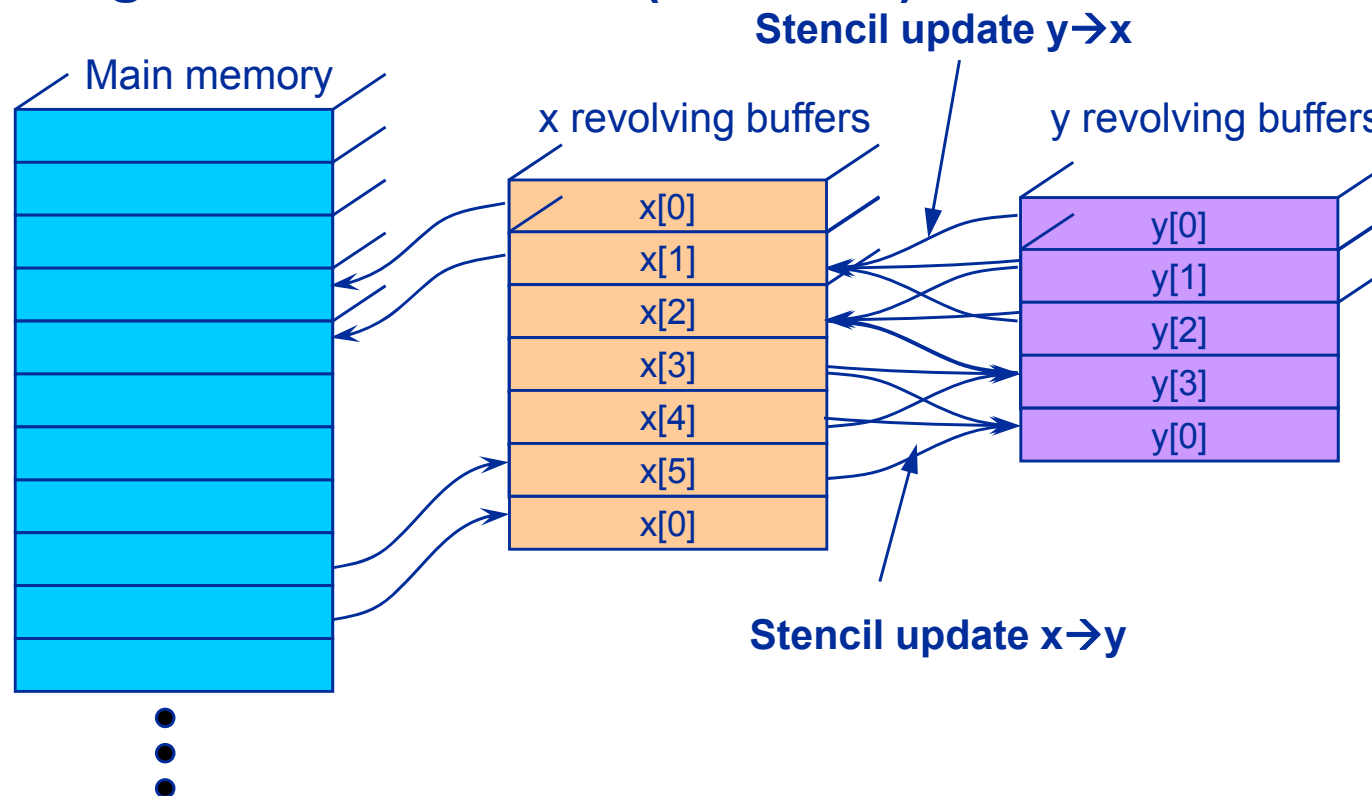 Stencil update y→x
Main memory
x revolving buffers
y revolving buffers
x[0]
x[1]
x[2]
x[3]
x[4]
x[5]
x[0]
y[0]
y[1]
y[2]
y[3]
y[0]
Stencil update x→y